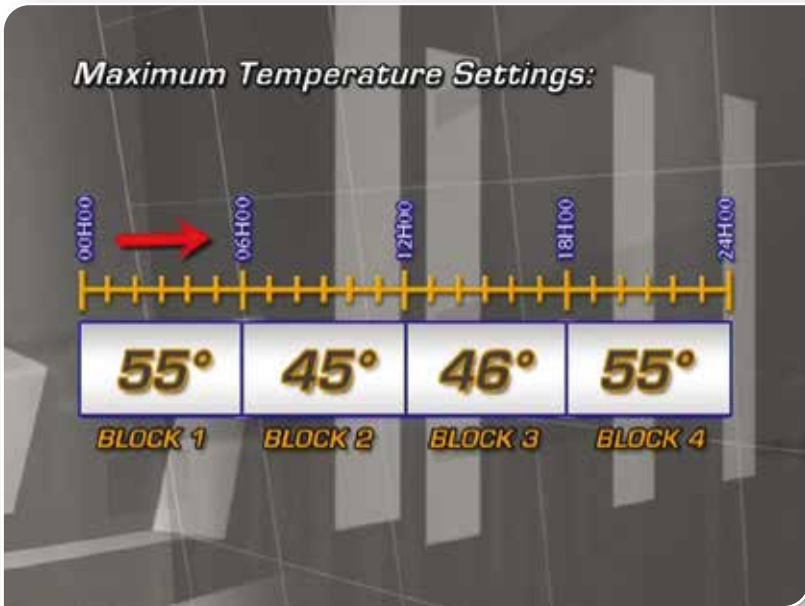 Maximum Temperature Settings:
00H00 06H00 12H00 18H00 24H00
55° 45° 46° 55°
BLOCK 1 BLOCK 2 BLOCK 3 BLOCK 4